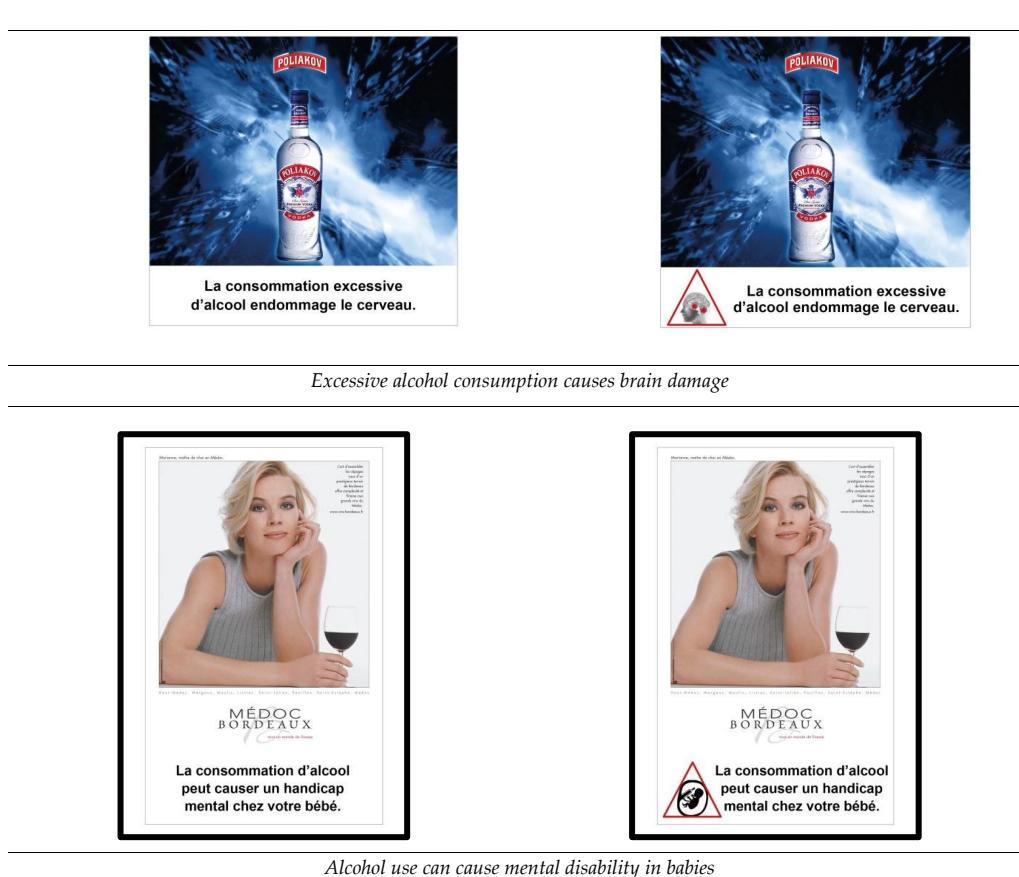 POLIAKOV
POLIAKOV
POLIAKOV
VODKA
POLIAKOV
VODKA
La consommation excessive
d’alcool endommage le cerveau.
La consommation excessive
d’alcool endommage le cerveau.
Excessive alcohol consumption causes brain damage
MÉDOC
BORDEAUX
La consommation d’alcool
peut causer un handicap
mental chez votre bébé.
MÉDOC
BORDEAUX
La consommation d’alcool
peut causer un handicap
mental chez votre bébé.
Alcohol use can cause mental disability in babies